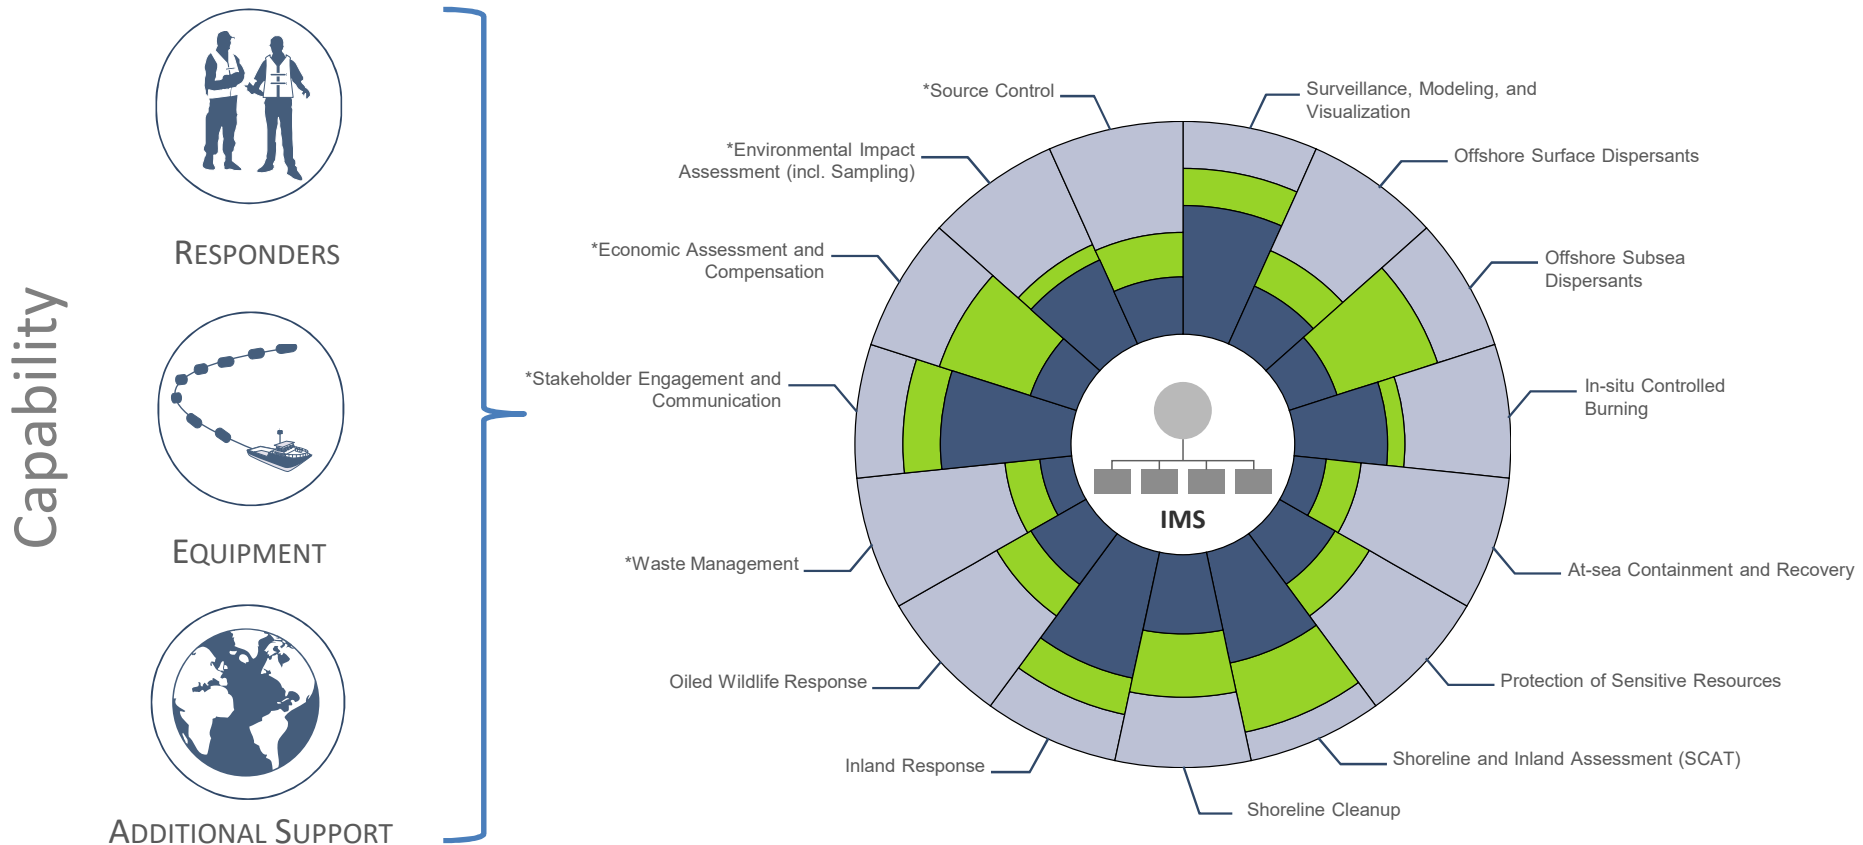 Capability
RESPONDERS
EQUIPMENT
ADDITIONAL SUPPORT
*Source Control
*Environmental Impact
Assessment (incl. Sampling)
*Economic Assessment and
Compensation
*Stakeholder Engagement and
Communication
*Waste Management
Oiled Wildlife Response
Inland Response
Shoreline Cleanup
Surveillance, Modeling, and
Visualization
Offshore Surface Dispersants
Offshore Subsea
Dispersants
In-situ Controlled
Burning
At-sea Containment and Recovery
Protection of Sensitive Resources
Shoreline and Inland Assessment (SCAT)
IMS